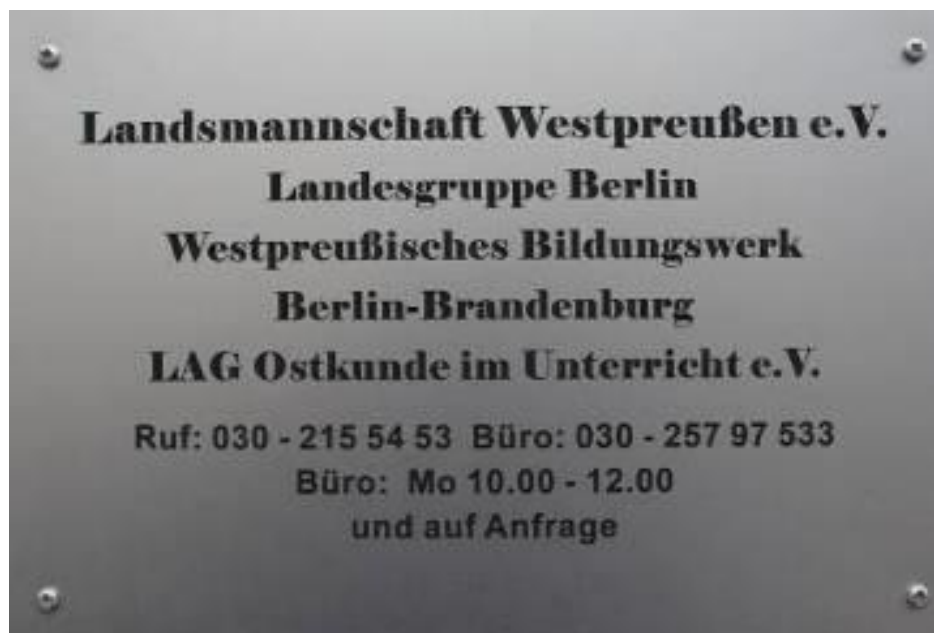 Landsmannschaft Westpreußen e.V.
Landesgruppe Berlin
Westpreußisches Bildungswerk
Berlin-Brandenburg
LAG Ostkunde im Unterricht e.V.
Ruf: 030 - 215 54 53 Büro: 030 - 257 97 533
Büro: Mo 10.00 - 12.00
und auf Anfrage